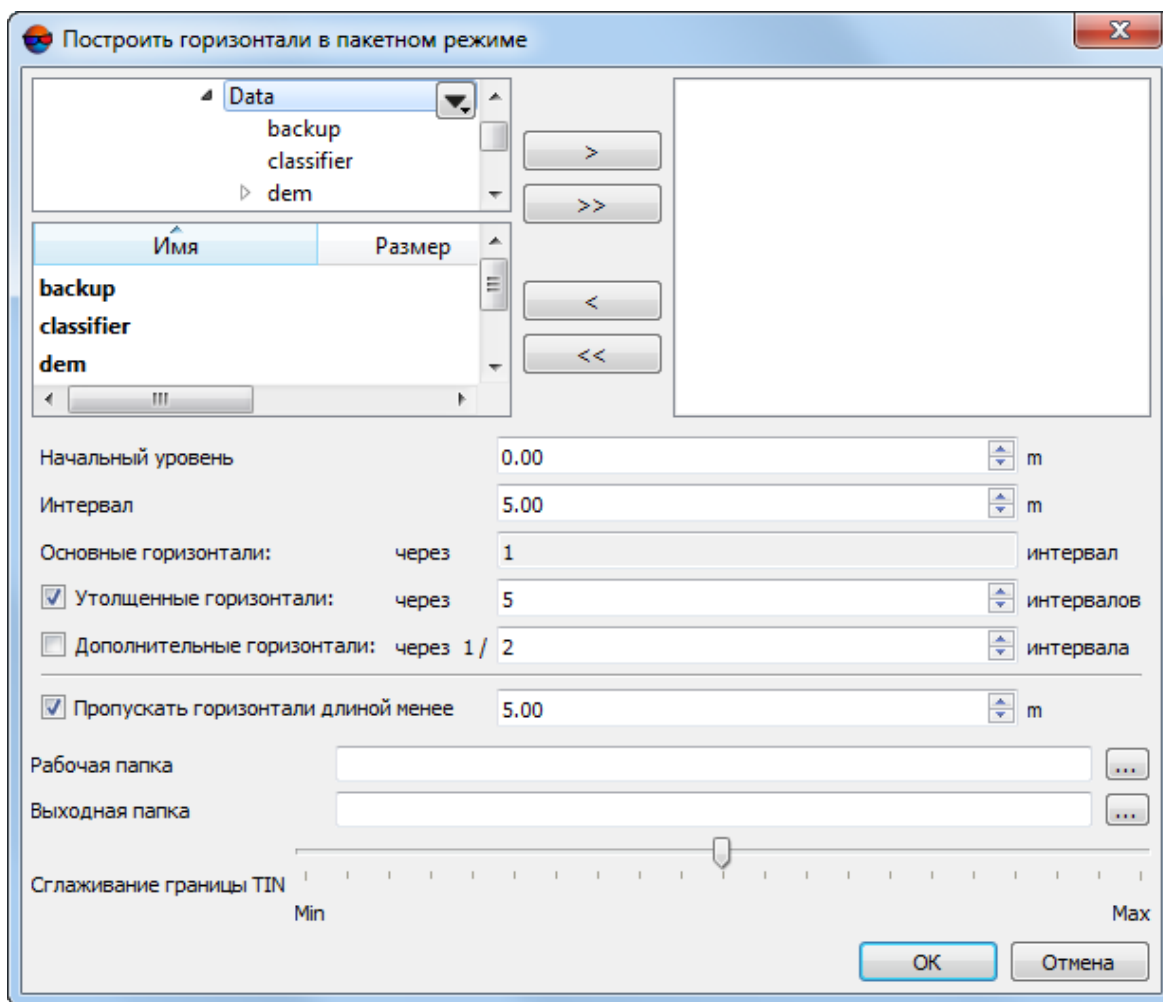 Построить горизонтали в пакетном режиме
Data
backup
classifier
dem
>
>>
Имя Размер
backup
classifier
dem
<
<<
Начальный уровень 0.00 m
Интервал 5.00 m
Основные горизонтали: через 1 интервал
Утолщенные горизонтали: через 5 интервалов
Дополнительные горизонтали: через 1 / 2 интервала
Пропускать горизонтали длиной менее 5.00 m
Рабочая папка ...
Выходная папка ...
Сглаживание границы TIN
Min Max
OK Отмена